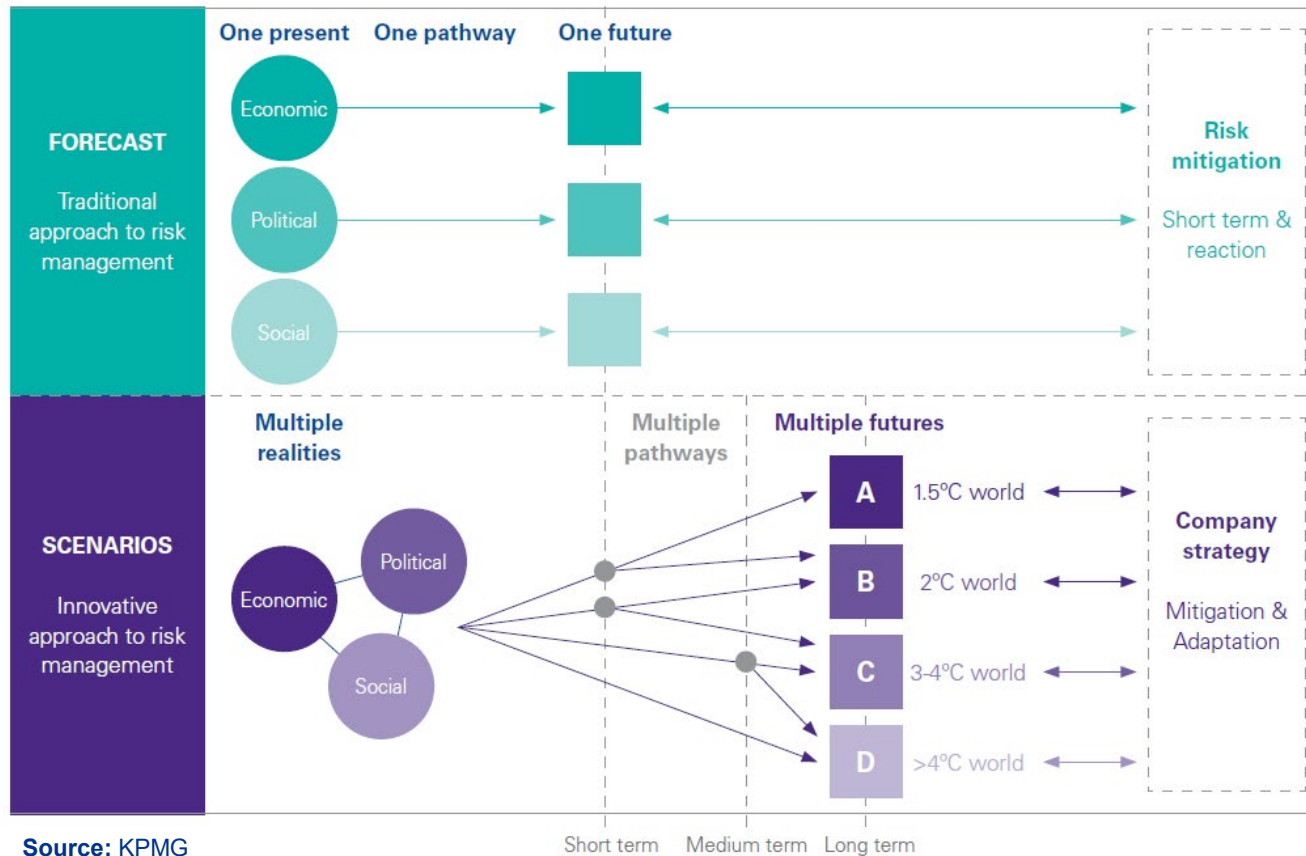 One present
One pathway
One future
FORECAST
Traditional
approach to risk
management
Economic
Political
Social
Risk
mitigation
Short term &
reaction
Multiple
realities
Multiple
pathways
Multiple futures
SCENARIOS
Innovative
approach to risk
management
Economic
Political
Social
A
1.5ºC world
B
2ºC world
C
3-4ºC world
D
>4ºC world
Company
strategy
Mitigation &
Adaptation
Short term
Medium term
Long term
Source: KPMG